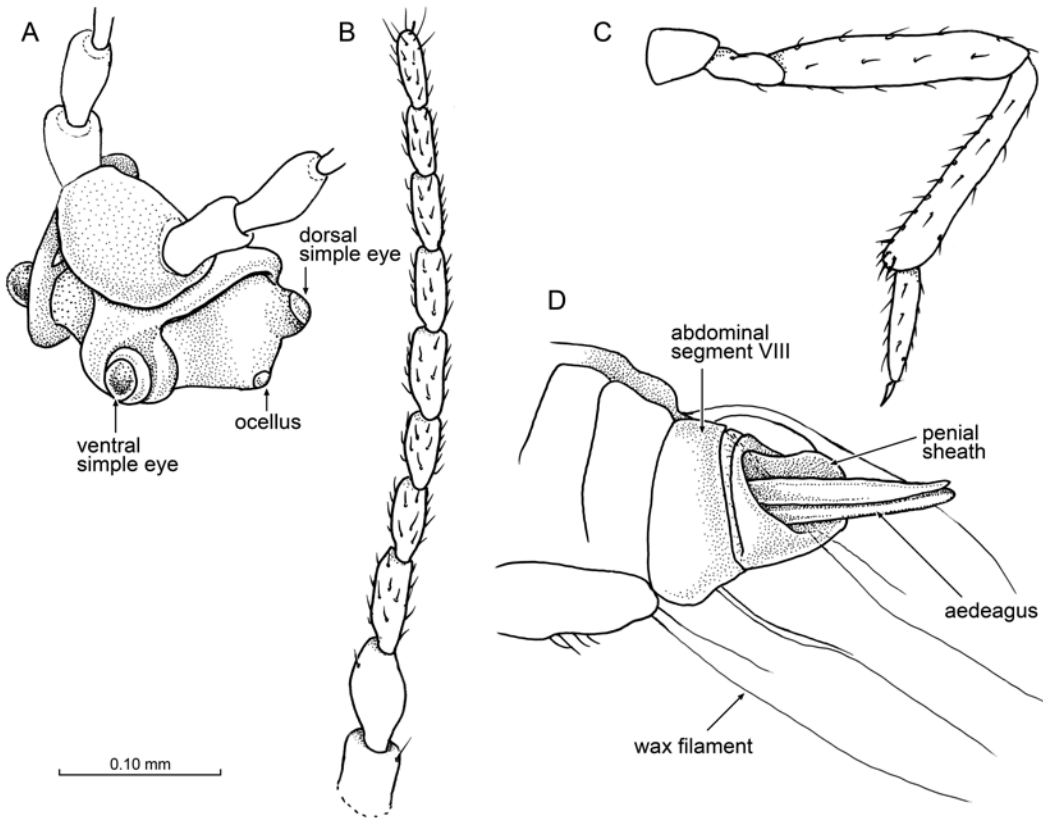 A
B
C
dorsal
simple eye
ocellus
ventral
simple eye
D
abdominal
segment VIII
penial
sheath
aedeagus
wax filament
0.10 mm